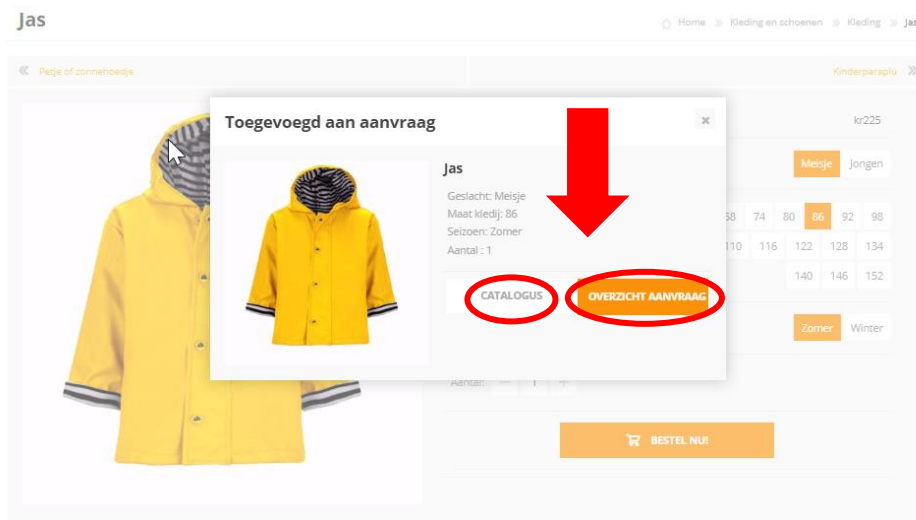 Jas
Home » Kleding en schoenen » Kleding » Jas
« Petje of zonnehoedje
Kinderparaplu »
Toegevoegd aan aanvraag
×
kr225
Jas
Meisje Jongen
Geslacht: Meisje
Maat kledij: 86
Seizoen: Zomer
Aantal : 1
68 74 80 86 92 98
110 116 122 128 134
140 146 152
CATALOGUS
OVERZICHT AANVRAAG
Zomer Winter
Aantal: − 1 +
BESTEL NU!